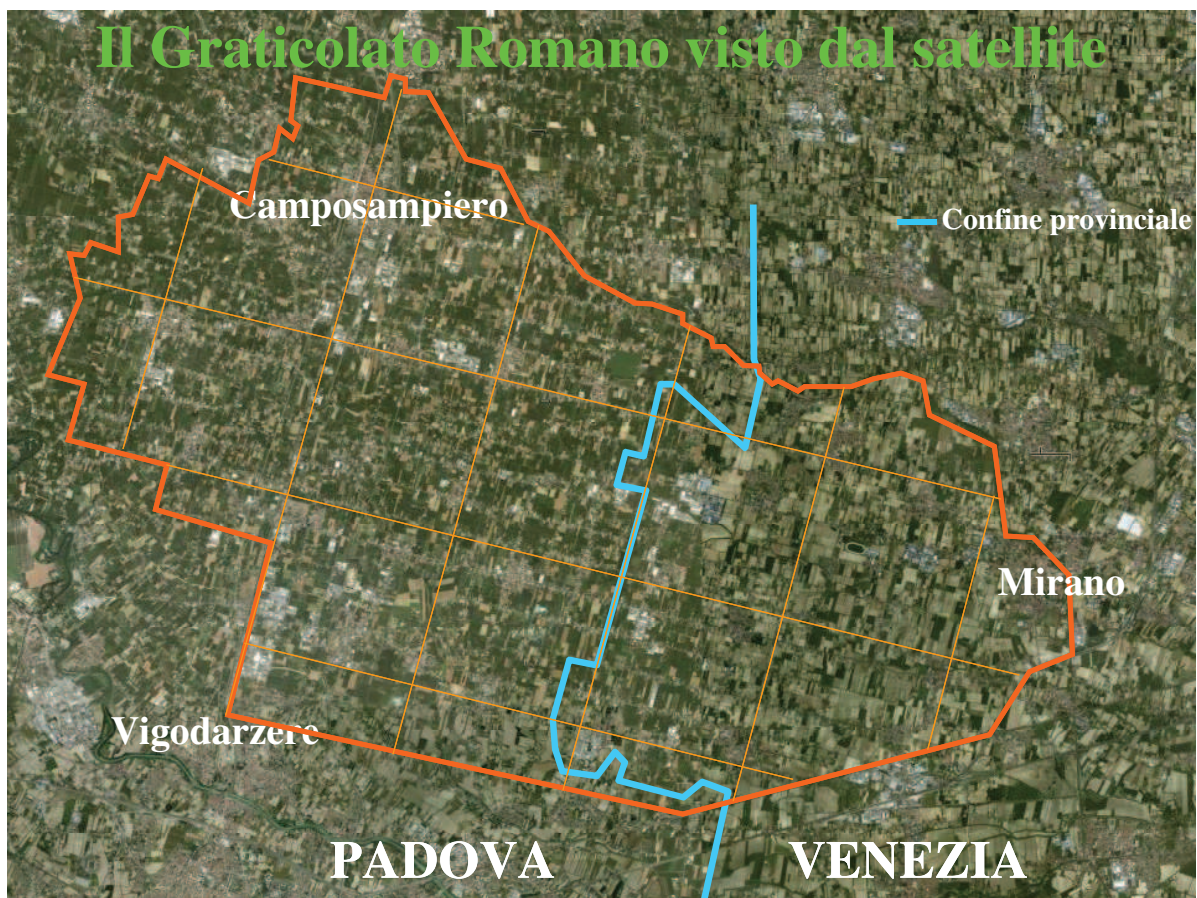 Il Graticolato Romano visto dal satellite
Camposampiero
Confine provinciale
Mirano
Vigodarzere
PADOVA
VENEZIA